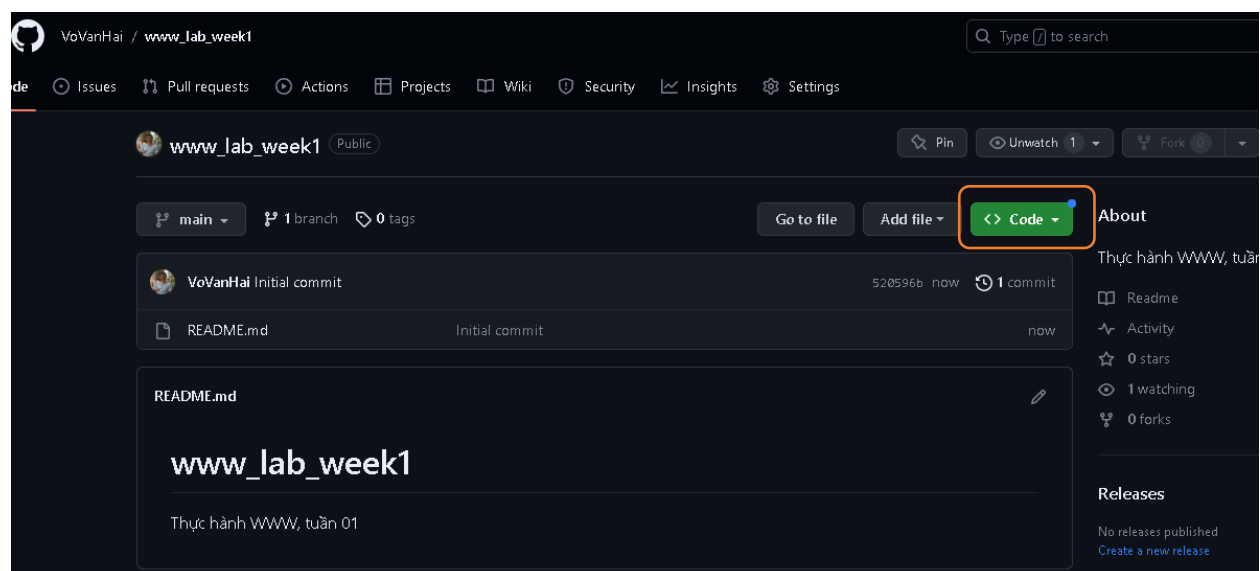 VoVanHai / www_lab_week1
Type / to search
de Issues Pull requests Actions Projects Wiki Security Insights Settings
www_lab_week1 Public
Pin Unwatch 1 Fork 0
main 1 branch 0 tags
Go to file Add file <> Code
VoVanHai Initial commit
520596b now 1 commit
README.md Initial commit now
README.md
www_lab_week1
Thực hành WWW, tuần 01
About
Thực hành WWW, tuần
Readme
Activity
0 stars
1 watching
0 forks
Releases
No releases published
Create a new release